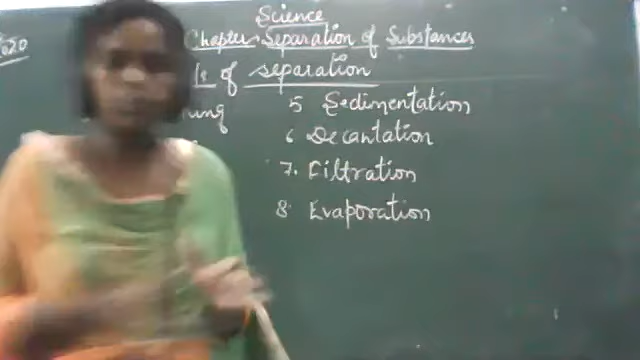 Science
Chapter - Separation of Substances
of separation
5 Sedimentation
6 Decantation
7. Filtration
8. Evaporation